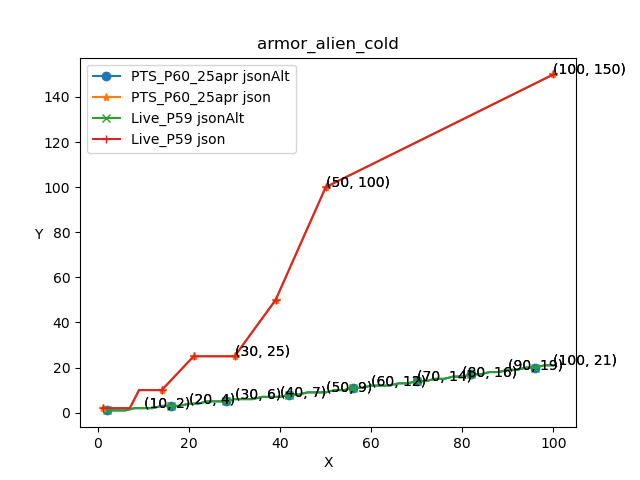 armor_alien_cold
PTS_P60_25apr jsonAlt
PTS_P60_25apr json
Live_P59 jsonAlt
Live_P59 json
(100, 150)
(50, 100)
(30, 25)
(10, 2)
(20, 4)
(30, 6)
(40, 7)
(50, 9)
(60, 12)
(70, 14)
(80, 16)
(90, 19)
(100, 21)
Y
140
120
100
80
60
40
20
0
0 20 40 60 80 100
X